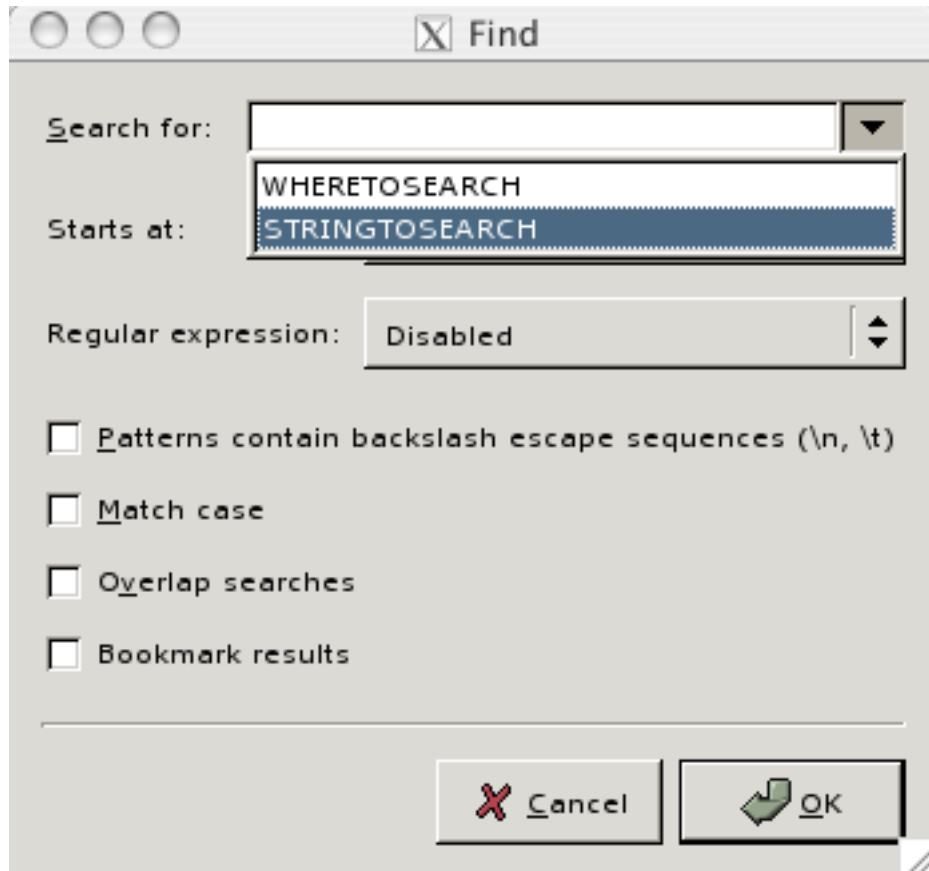 Find
Search for:
WHERETOSEARCH
Starts at:
STRINGTOSEARCH
Regular expression: Disabled
Patterns contain backslash escape sequences (\n, \t)
Match case
Overlap searches
Bookmark results
Cancel OK